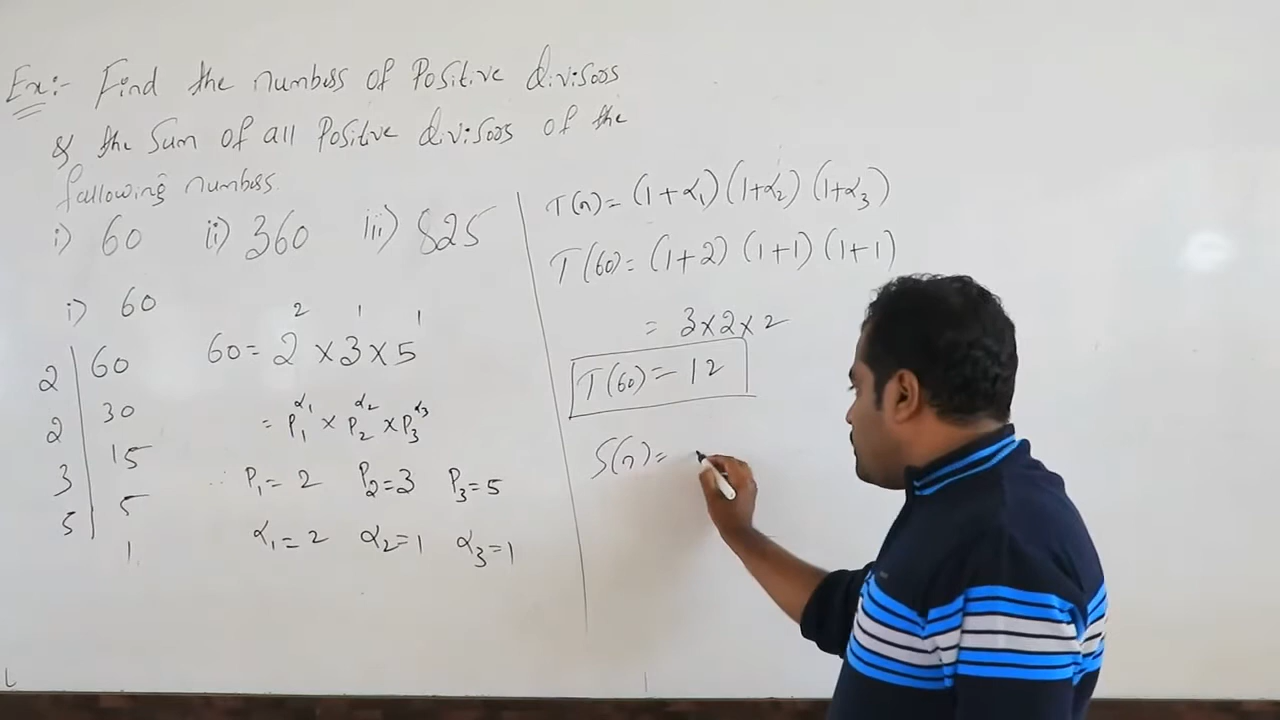 Ex:- Find the numbers of Positive divisors
& the sum of all Positive divisors of the
following numbers.
i) 60 ii) 360 iii) 825
i) 60
2 | 60
2 | 30
3 | 15
5 | 5
1
60 = 2² × 3¹ × 5¹
= P₁^α₁ × P₂^α₂ × P₃^α₃
∴ P₁ = 2 P₂ = 3 P₃ = 5
α₁ = 2 α₂ = 1 α₃ = 1
T(n) = (1+α₁) (1+α₂) (1+α₃)
T(60) = (1+2) (1+1) (1+1)
= 3×2×2
T(60) = 12
S(n) =